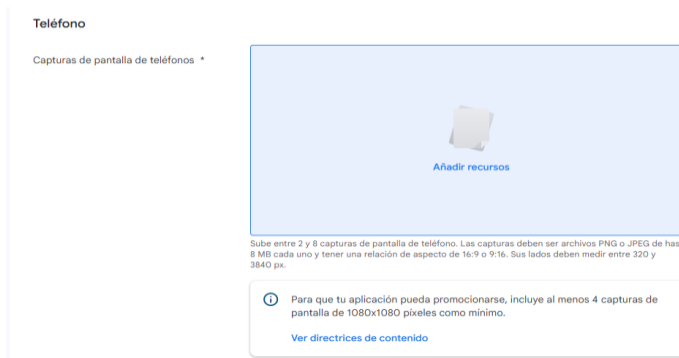 Teléfono
Capturas de pantalla de teléfonos *
Añadir recursos
Sube entre 2 y 8 capturas de pantalla de teléfono. Las capturas deben ser archivos PNG o JPEG de has
8 MB cada uno y tener una relación de aspecto de 16:9 o 9:16. Sus lados deben medir entre 320 y
3840 px.
Para que tu aplicación pueda promocionarse, incluye al menos 4 capturas de
pantalla de 1080x1080 píxeles como mínimo.
Ver directrices de contenido